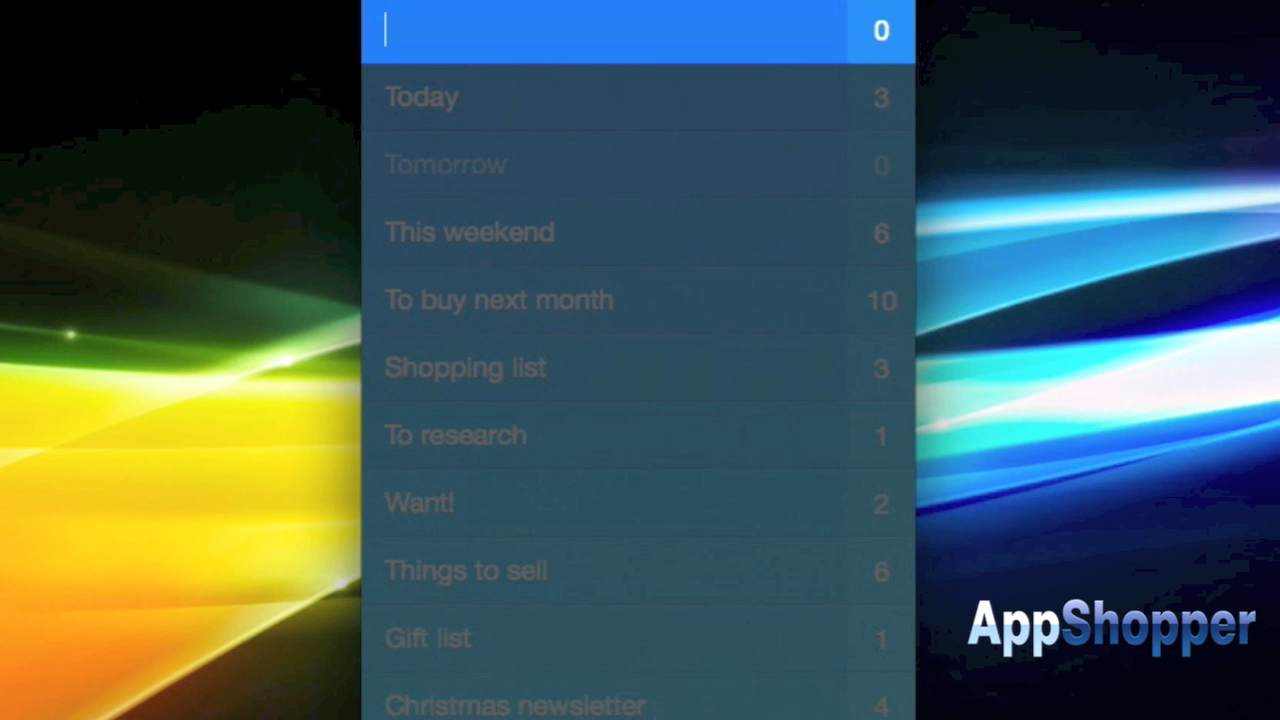 0
Today 3
Tomorrow 0
This weekend 6
To buy next month 10
Shopping list 3
To research 1
Want! 2
Things to sell 6
Gift list 1
Christmas newsletter 4
AppShopper